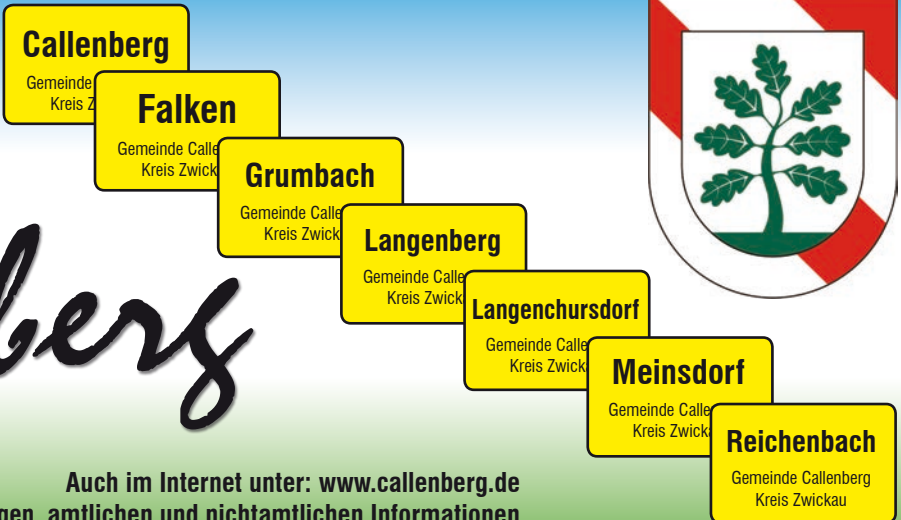 Callenberg
Gemeinde
Kreis Z
Falken
Gemeinde Calle
Kreis Zwick
Grumbach
Gemeinde Calle
Kreis Zwick
Langenberg
Gemeinde Calle
Kreis Zwick
Langenchursdorf
Gemeinde Calle
Kreis Zwick
Meinsdorf
Gemeinde Calle
Kreis Zwick
Reichenbach
Gemeinde Callenberg
Kreis Zwickau
berg
Auch im Internet unter: www.callenberg.de
gen, amtlichen und nichtamtlichen Informationen